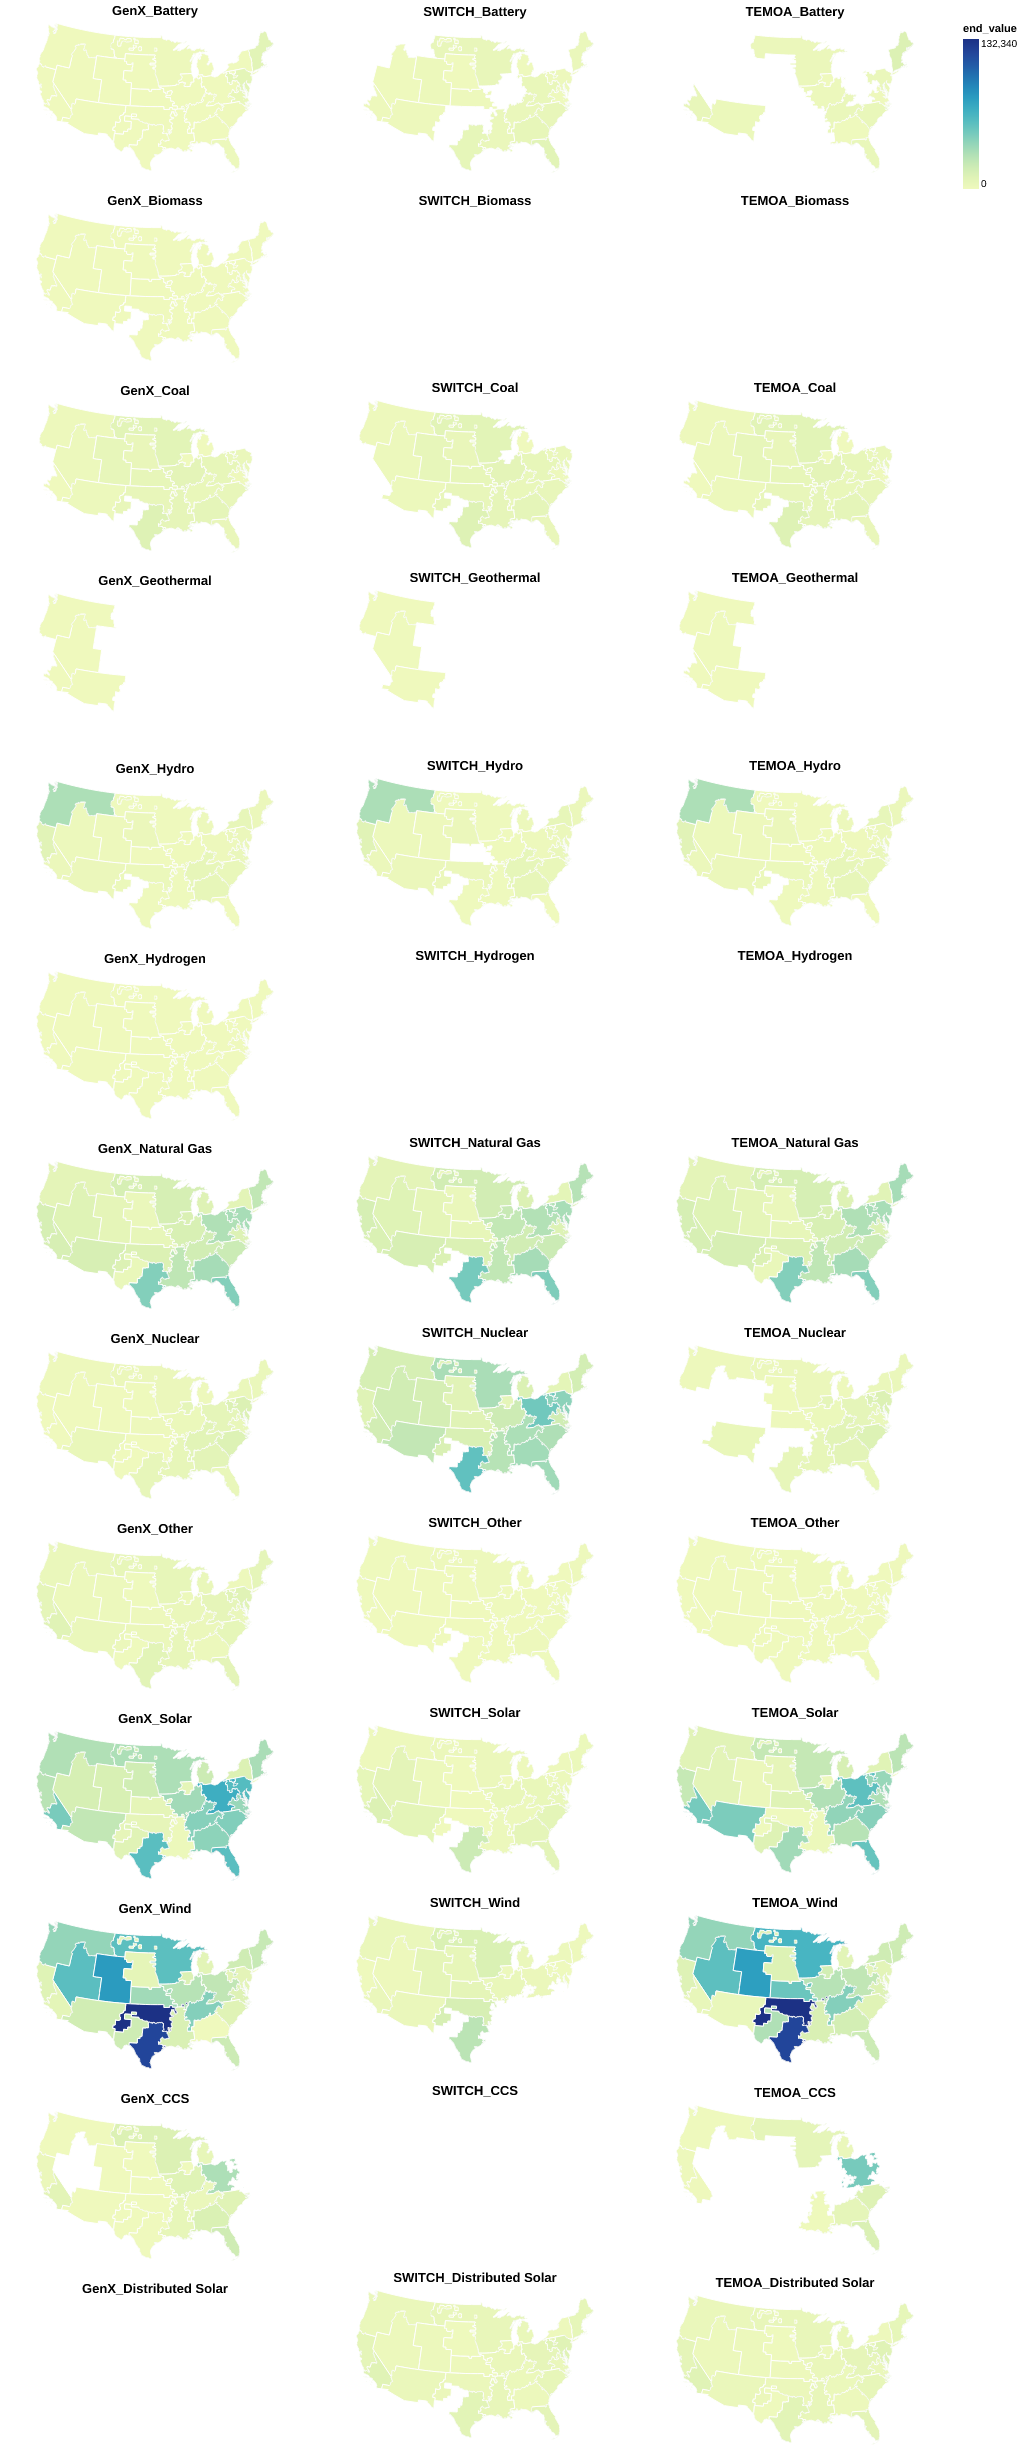 GenX_Battery
SWITCH_Battery
TEMOA_Battery
end_value
132,340
0
GenX_Biomass
SWITCH_Biomass
TEMOA_Biomass
GenX_Coal
SWITCH_Coal
TEMOA_Coal
GenX_Geothermal
SWITCH_Geothermal
TEMOA_Geothermal
GenX_Hydro
SWITCH_Hydro
TEMOA_Hydro
GenX_Hydrogen
SWITCH_Hydrogen
TEMOA_Hydrogen
GenX_Natural Gas
SWITCH_Natural Gas
TEMOA_Natural Gas
GenX_Nuclear
SWITCH_Nuclear
TEMOA_Nuclear
GenX_Other
SWITCH_Other
TEMOA_Other
GenX_Solar
SWITCH_Solar
TEMOA_Solar
GenX_Wind
SWITCH_Wind
TEMOA_Wind
GenX_CCS
SWITCH_CCS
TEMOA_CCS
GenX_Distributed Solar
SWITCH_Distributed Solar
TEMOA_Distributed Solar